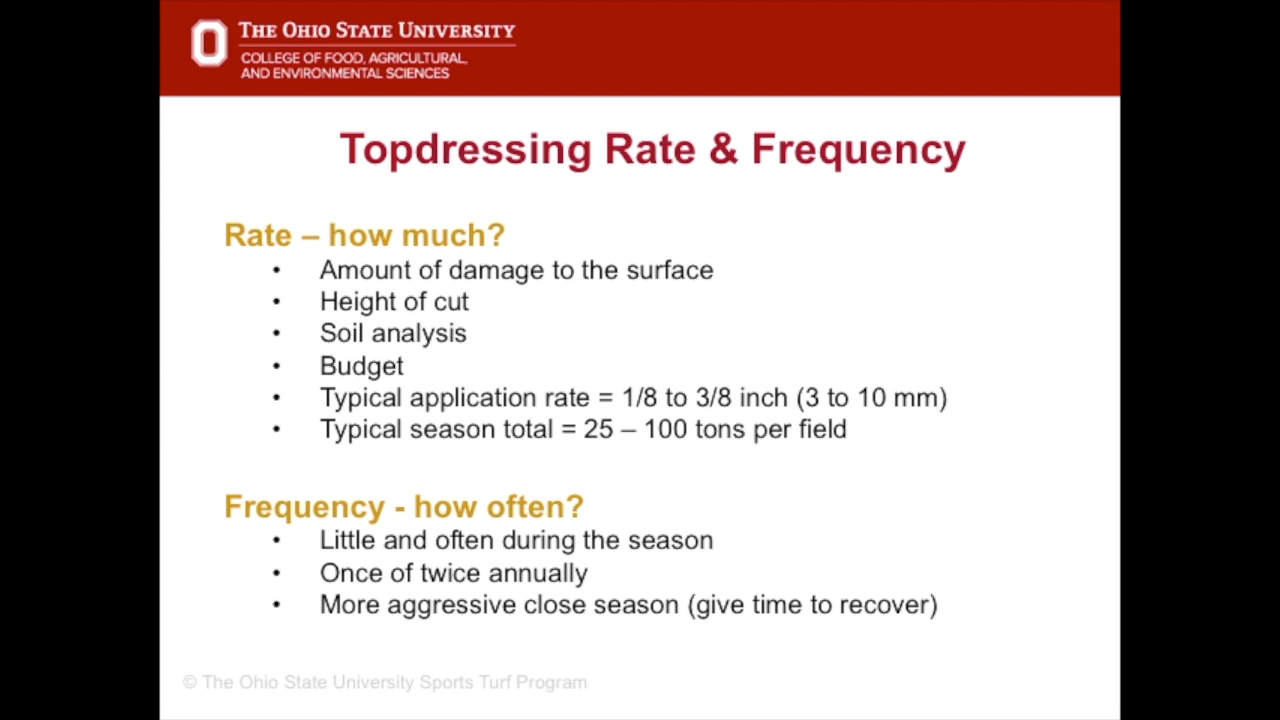 THE OHIO STATE UNIVERSITY
COLLEGE OF FOOD, AGRICULTURAL,
AND ENVIRONMENTAL SCIENCES
Topdressing Rate & Frequency
Rate – how much?
• Amount of damage to the surface
• Height of cut
• Soil analysis
• Budget
• Typical application rate = 1/8 to 3/8 inch (3 to 10 mm)
• Typical season total = 25 – 100 tons per field
Frequency - how often?
• Little and often during the season
• Once of twice annually
• More aggressive close season (give time to recover)
© The Ohio State University Sports Turf Program